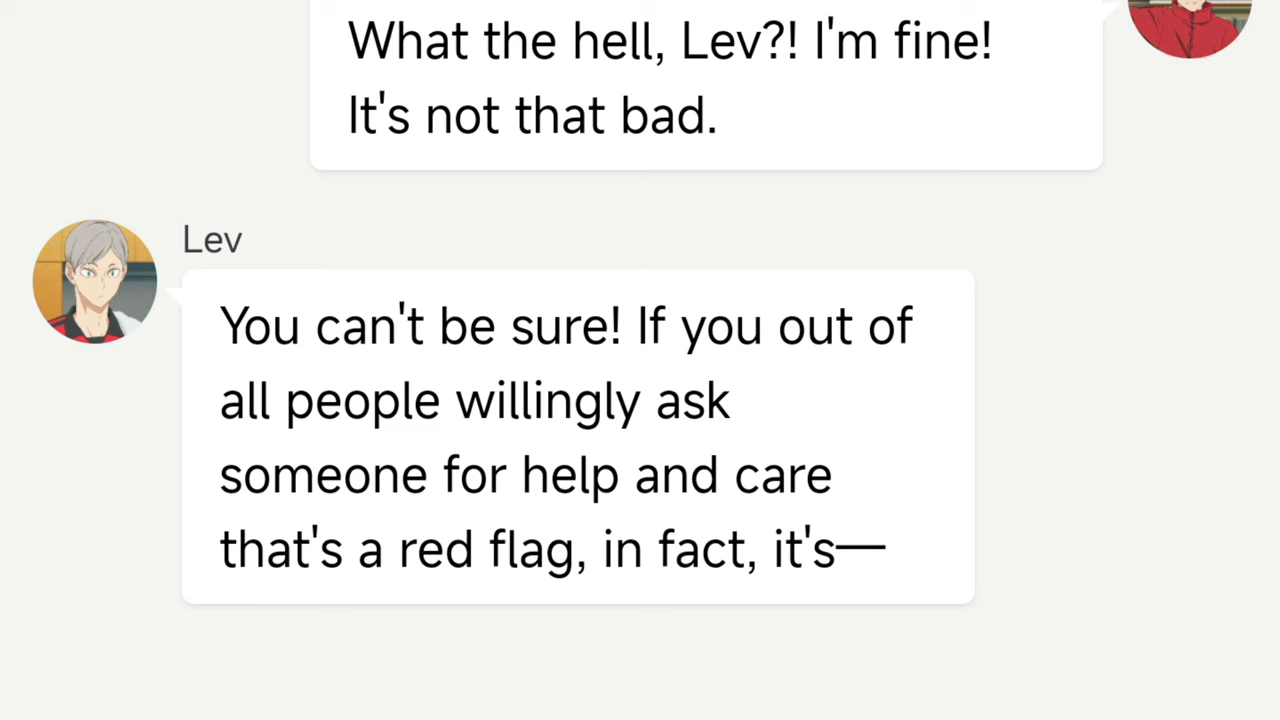 What the hell, Lev?! I'm fine!
It's not that bad.
Lev
You can't be sure! If you out of
all people willingly ask
someone for help and care
that's a red flag, in fact, it's—